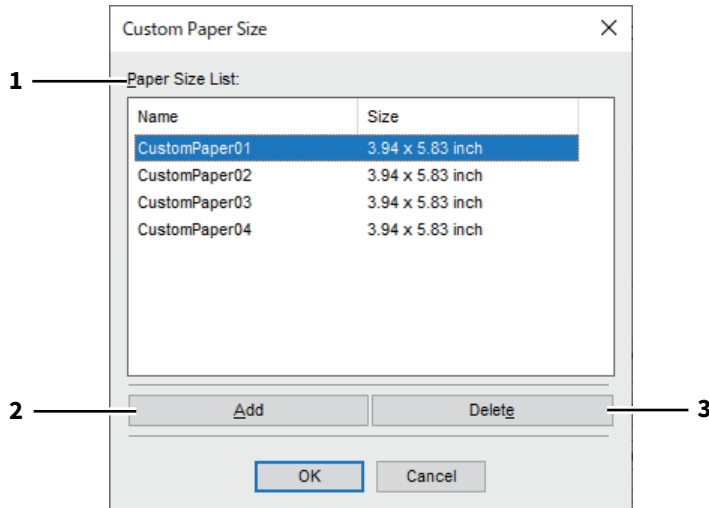 Custom Paper Size
1
Paper Size List:
Name Size
CustomPaper01 3.94 x 5.83 inch
CustomPaper02 3.94 x 5.83 inch
CustomPaper03 3.94 x 5.83 inch
CustomPaper04 3.94 x 5.83 inch
2 Add Delete 3
OK Cancel